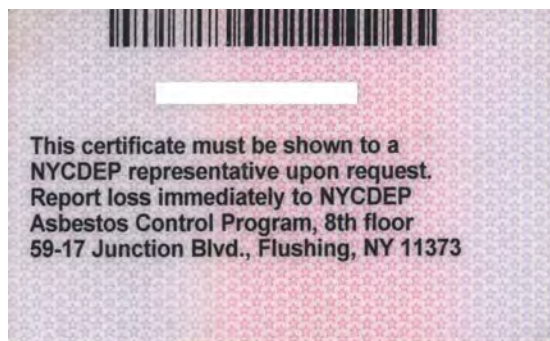 This certificate must be shown to a
NYCDEP representative upon request.
Report loss immediately to NYCDEP
Asbestos Control Program, 8th floor
59-17 Junction Blvd., Flushing, NY 11373